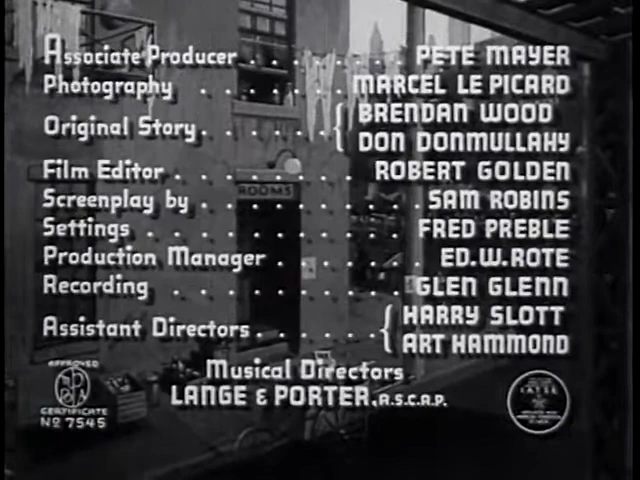 Associate Producer . . . . . . PETE MAYER
Photography . . . . . . MARCEL LE PICARD
Original Story . . . . . . { BRENDAN WOOD
DON DONMULLAHY
Film Editor . . . . . . . ROBERT GOLDEN
Screenplay by . . . . . . . . SAM ROBINS
Settings . . . . . . . . . FRED PREBLE
ROOMS
Production Manager . . . . . . ED.W.ROTE
Recording . . . . . . . . . GLEN GLENN
Assistant Directors . . . . . . { HARRY SLOTT
ART HAMMOND
Musical Directors
LANGE & PORTER, A.S.C.A.P.
APPROVED
CERTIFICATE
No 7545
I.A.T.S.E.